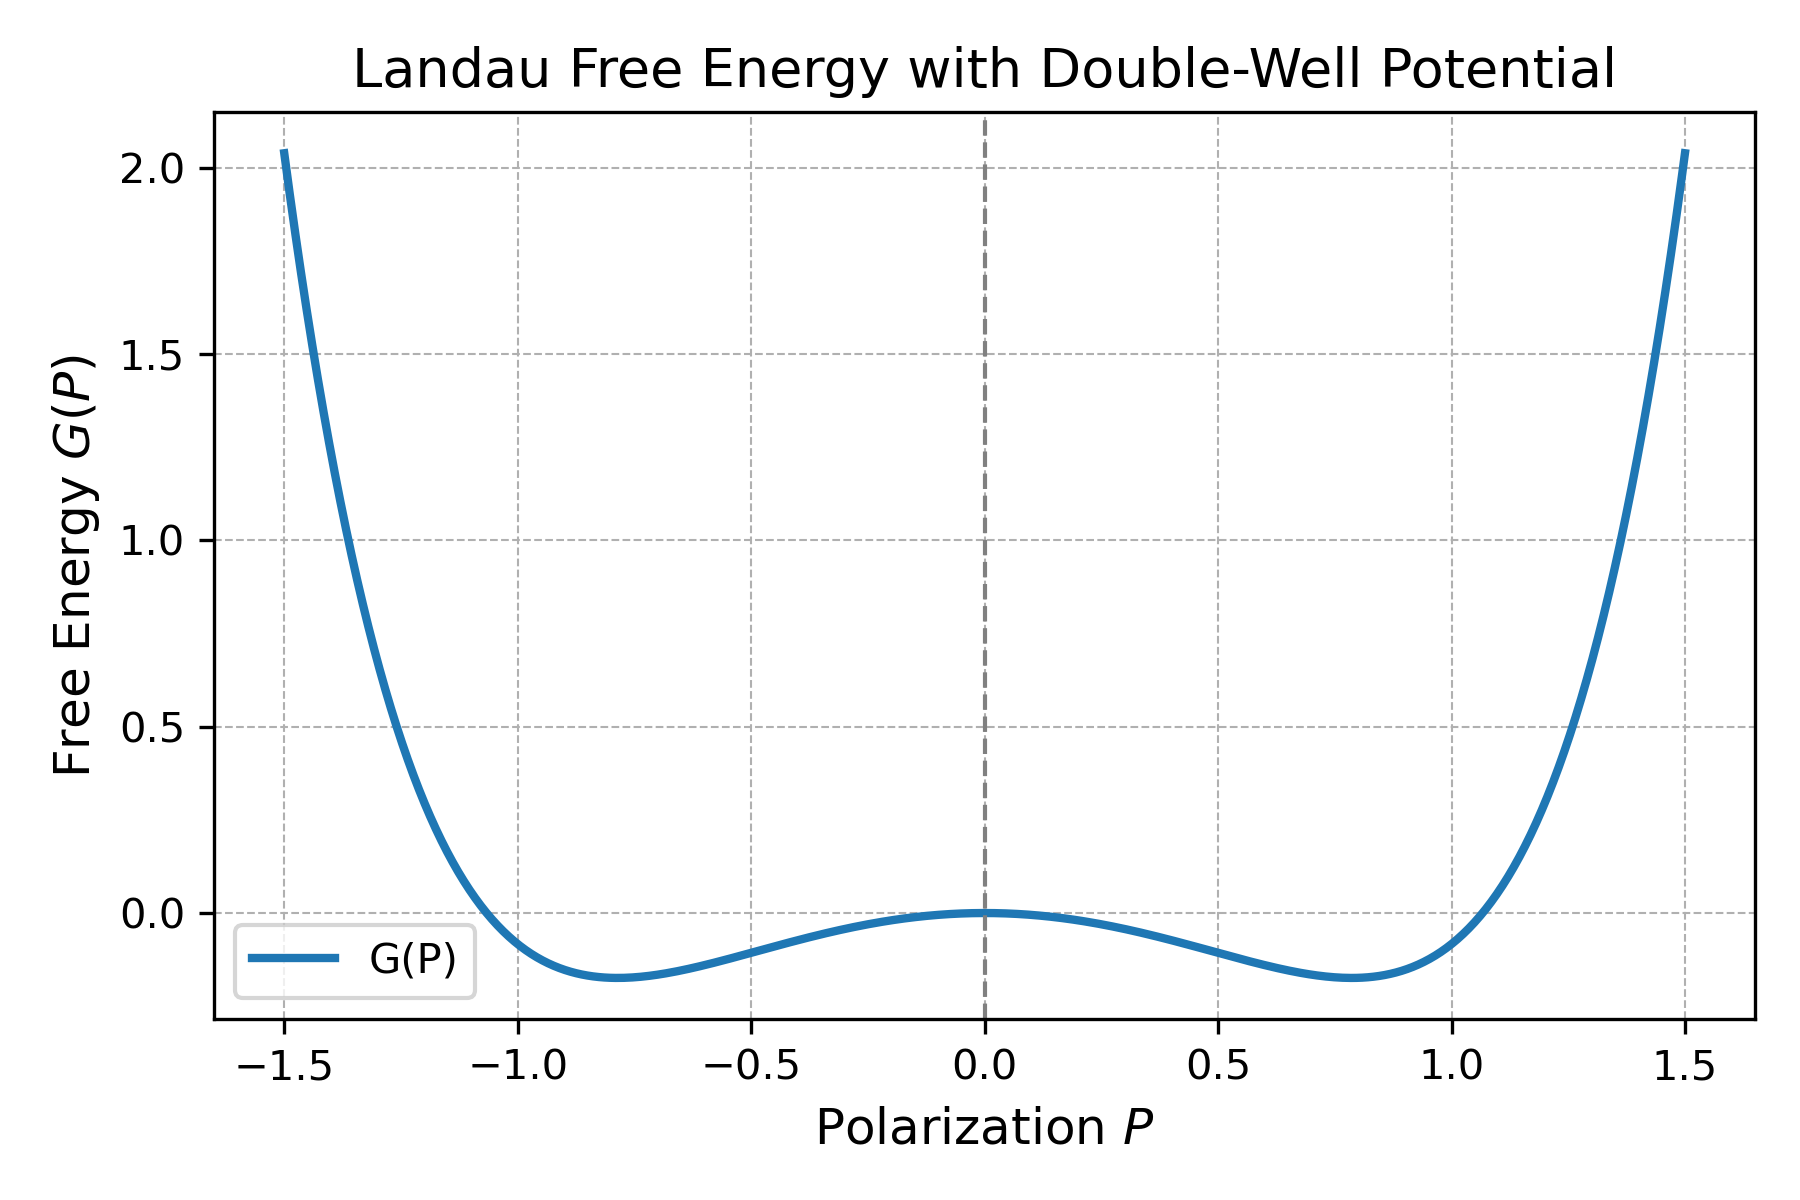 Landau Free Energy with Double-Well Potential
Free Energy G(P)
2.0
1.5
1.0
0.5
0.0
G(P)
−1.5 −1.0 −0.5 0.0 0.5 1.0 1.5
Polarization P